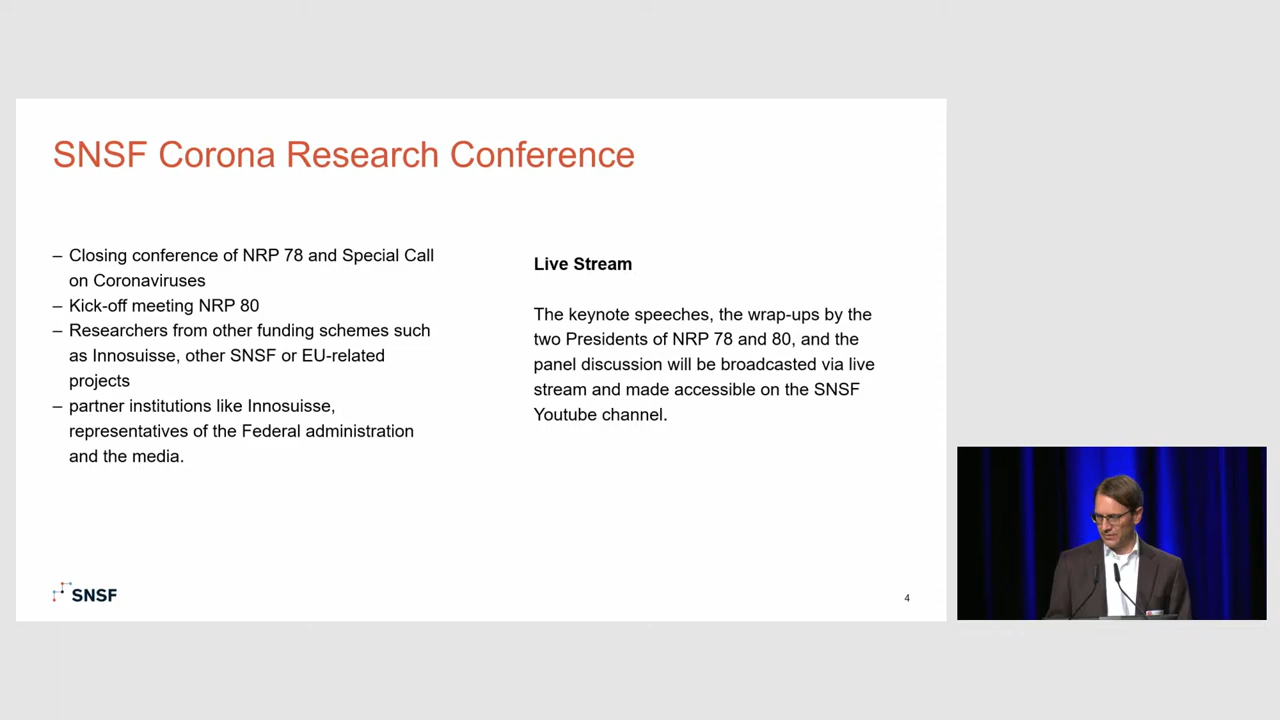 SNSF Corona Research Conference
– Closing conference of NRP 78 and Special Call
on Coronaviruses
– Kick-off meeting NRP 80
– Researchers from other funding schemes such
as Innosuisse, other SNSF or EU-related
projects
– partner institutions like Innosuisse,
representatives of the Federal administration
and the media.
Live Stream
The keynote speeches, the wrap-ups by the
two Presidents of NRP 78 and 80, and the
panel discussion will be broadcasted via live
stream and made accessible on the SNSF
Youtube channel.
SNSF
4